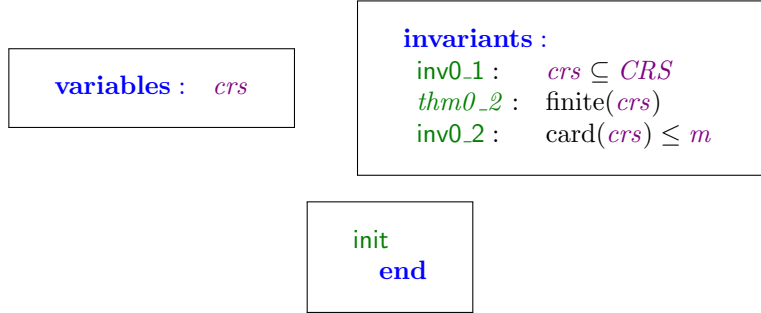 variables : crs
invariants :
inv0_1 : crs ⊆ CRS
thm0_2 : finite(crs)
inv0_2 : card(crs) ≤ m
init
end